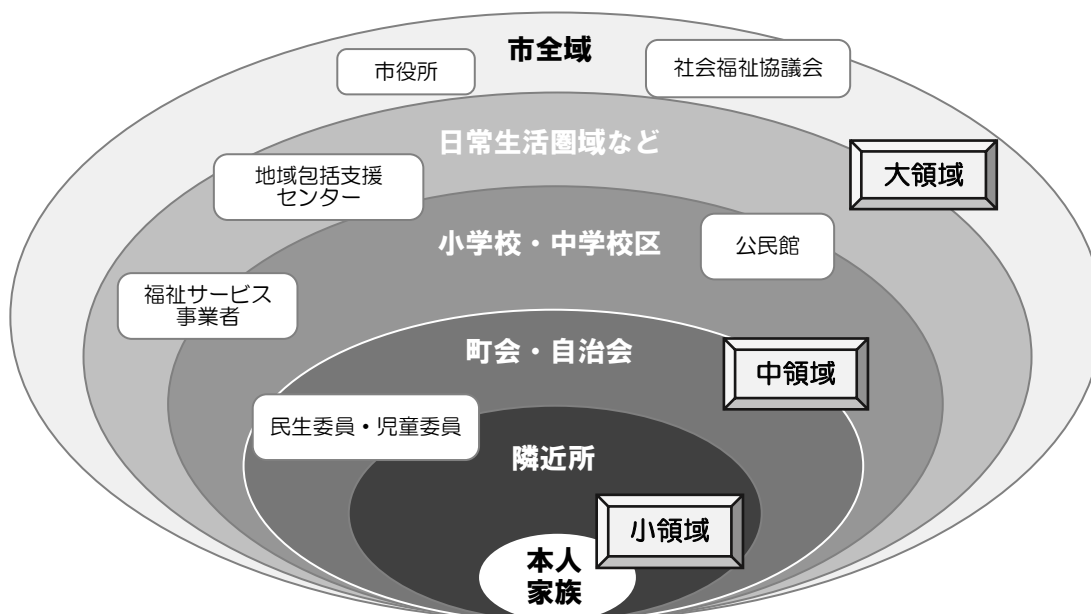 市全域
市役所
社会福祉協議会
日常生活圏域など
大領域
地域包括支援
センター
小学校・中学校区
公民館
福祉サービス
事業者
町会・自治会
中領域
民生委員・児童委員
隣近所
小領域
本人
家族